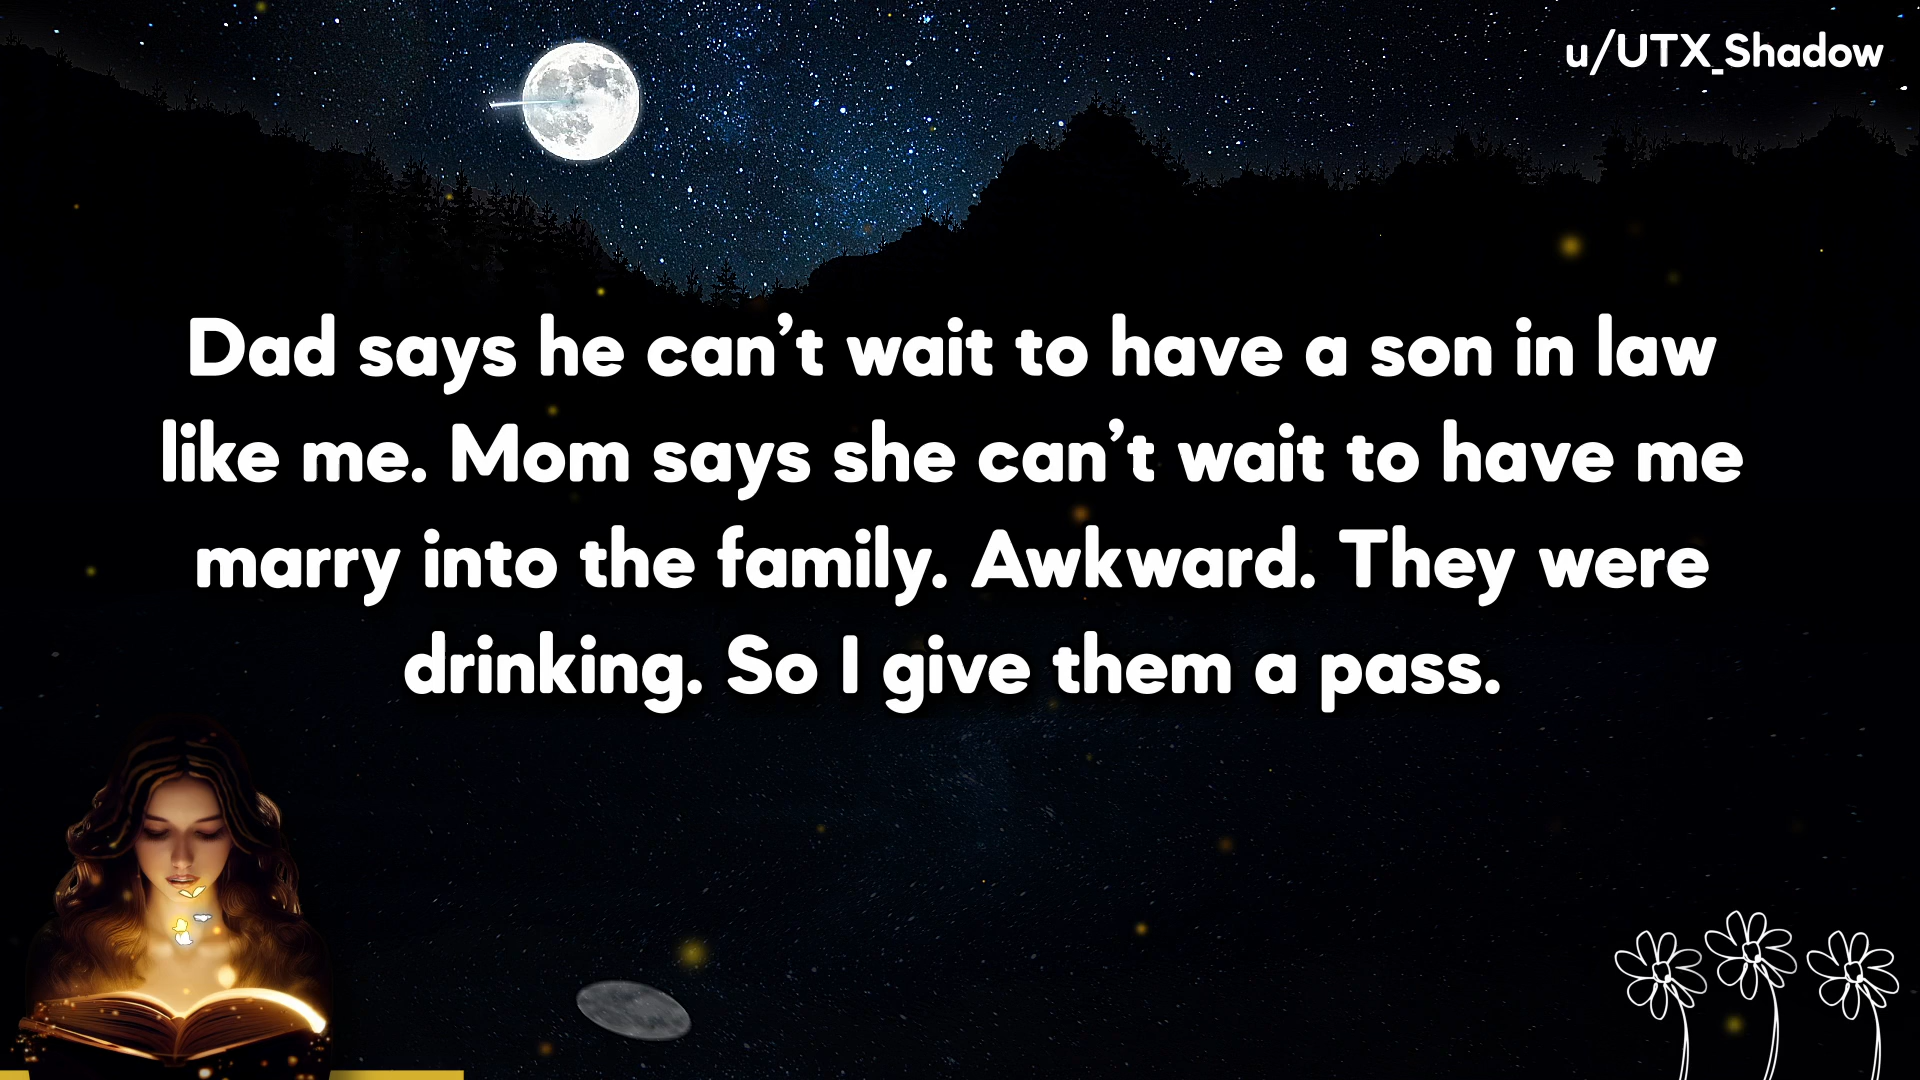 u/UTX_Shadow
Dad says he can’t wait to have a son in law
like me. Mom says she can’t wait to have me
marry into the family. Awkward. They were
drinking. So I give them a pass.